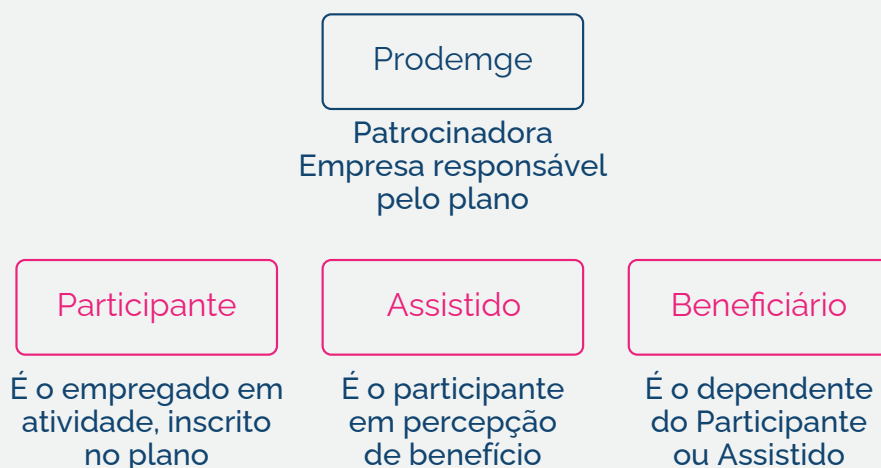 Prodemge
Patrocinadora
Empresa responsável
pelo plano
Participante
É o empregado em
atividade, inscrito
no plano
Assistido
É o participante
em percepção
de benefício
Beneficiário
É o dependente
do Participante
ou Assistido